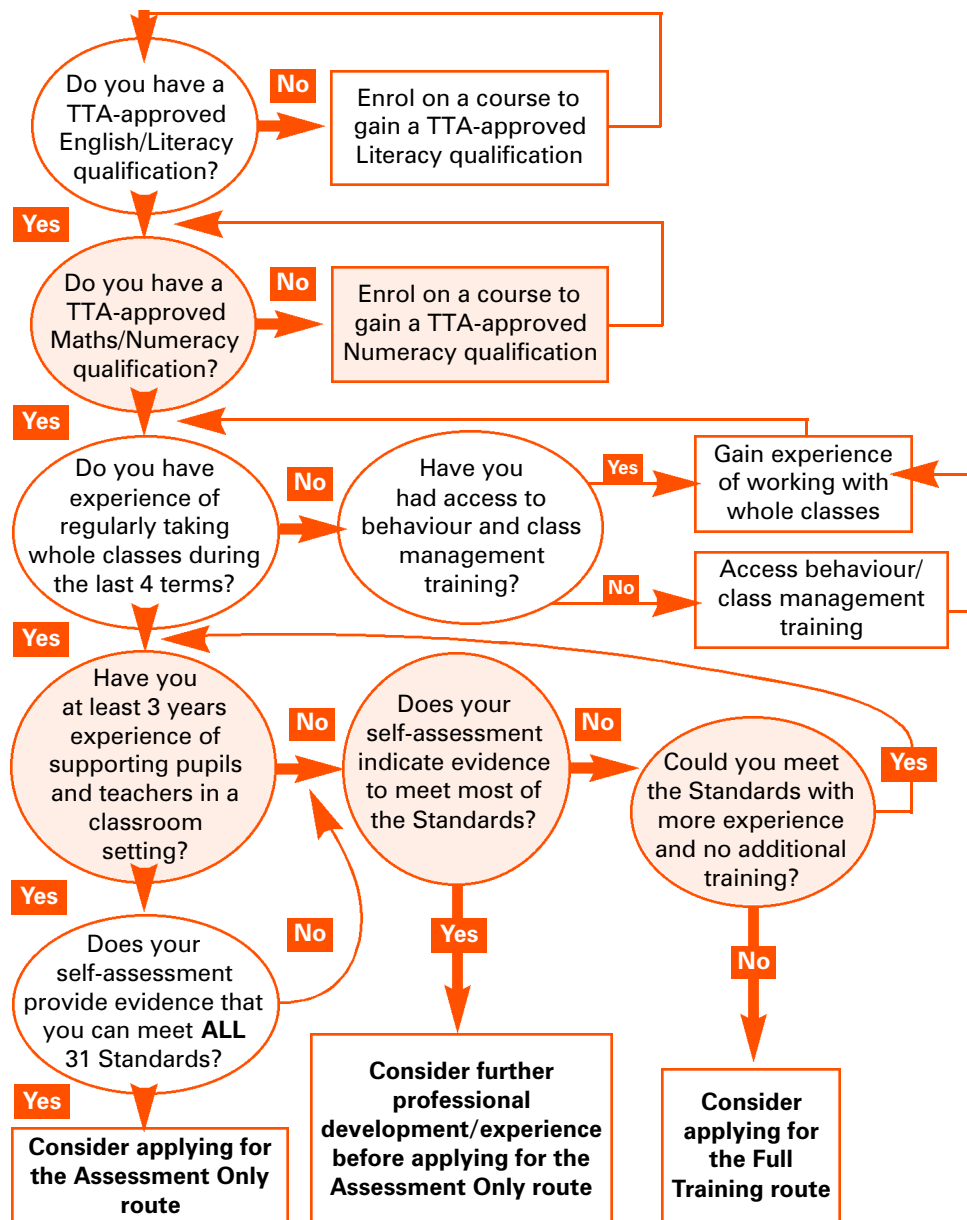 Do you have a
TTA-approved
English/Literacy
qualification?
No
Enrol on a course to
gain a TTA-approved
Literacy qualification
Yes
Do you have a
TTA-approved
Maths/Numeracy
qualification?
No
Enrol on a course to
gain a TTA-approved
Numeracy qualification
Yes
Do you have
experience of
regularly taking
whole classes during
the last 4 terms?
No
Have you
had access to
behaviour and class
management
training?
Yes
Gain experience
of working with
whole classes
No
Access behaviour/
class management
training
Yes
Have you
at least 3 years
experience of
supporting pupils
and teachers in a
classroom
setting?
No
Does your
self-assessment
indicate evidence
to meet most of
the Standards?
No
Could you meet
the Standards with
more experience
and no additional
training?
Yes
Yes
Does your
self-assessment
provide evidence that
you can meet ALL
31 Standards?
No
Yes
No
Yes
Consider applying for
the Assessment Only
route
Consider further
professional
development/experience
before applying for the
Assessment Only route
Consider
applying for
the Full
Training route